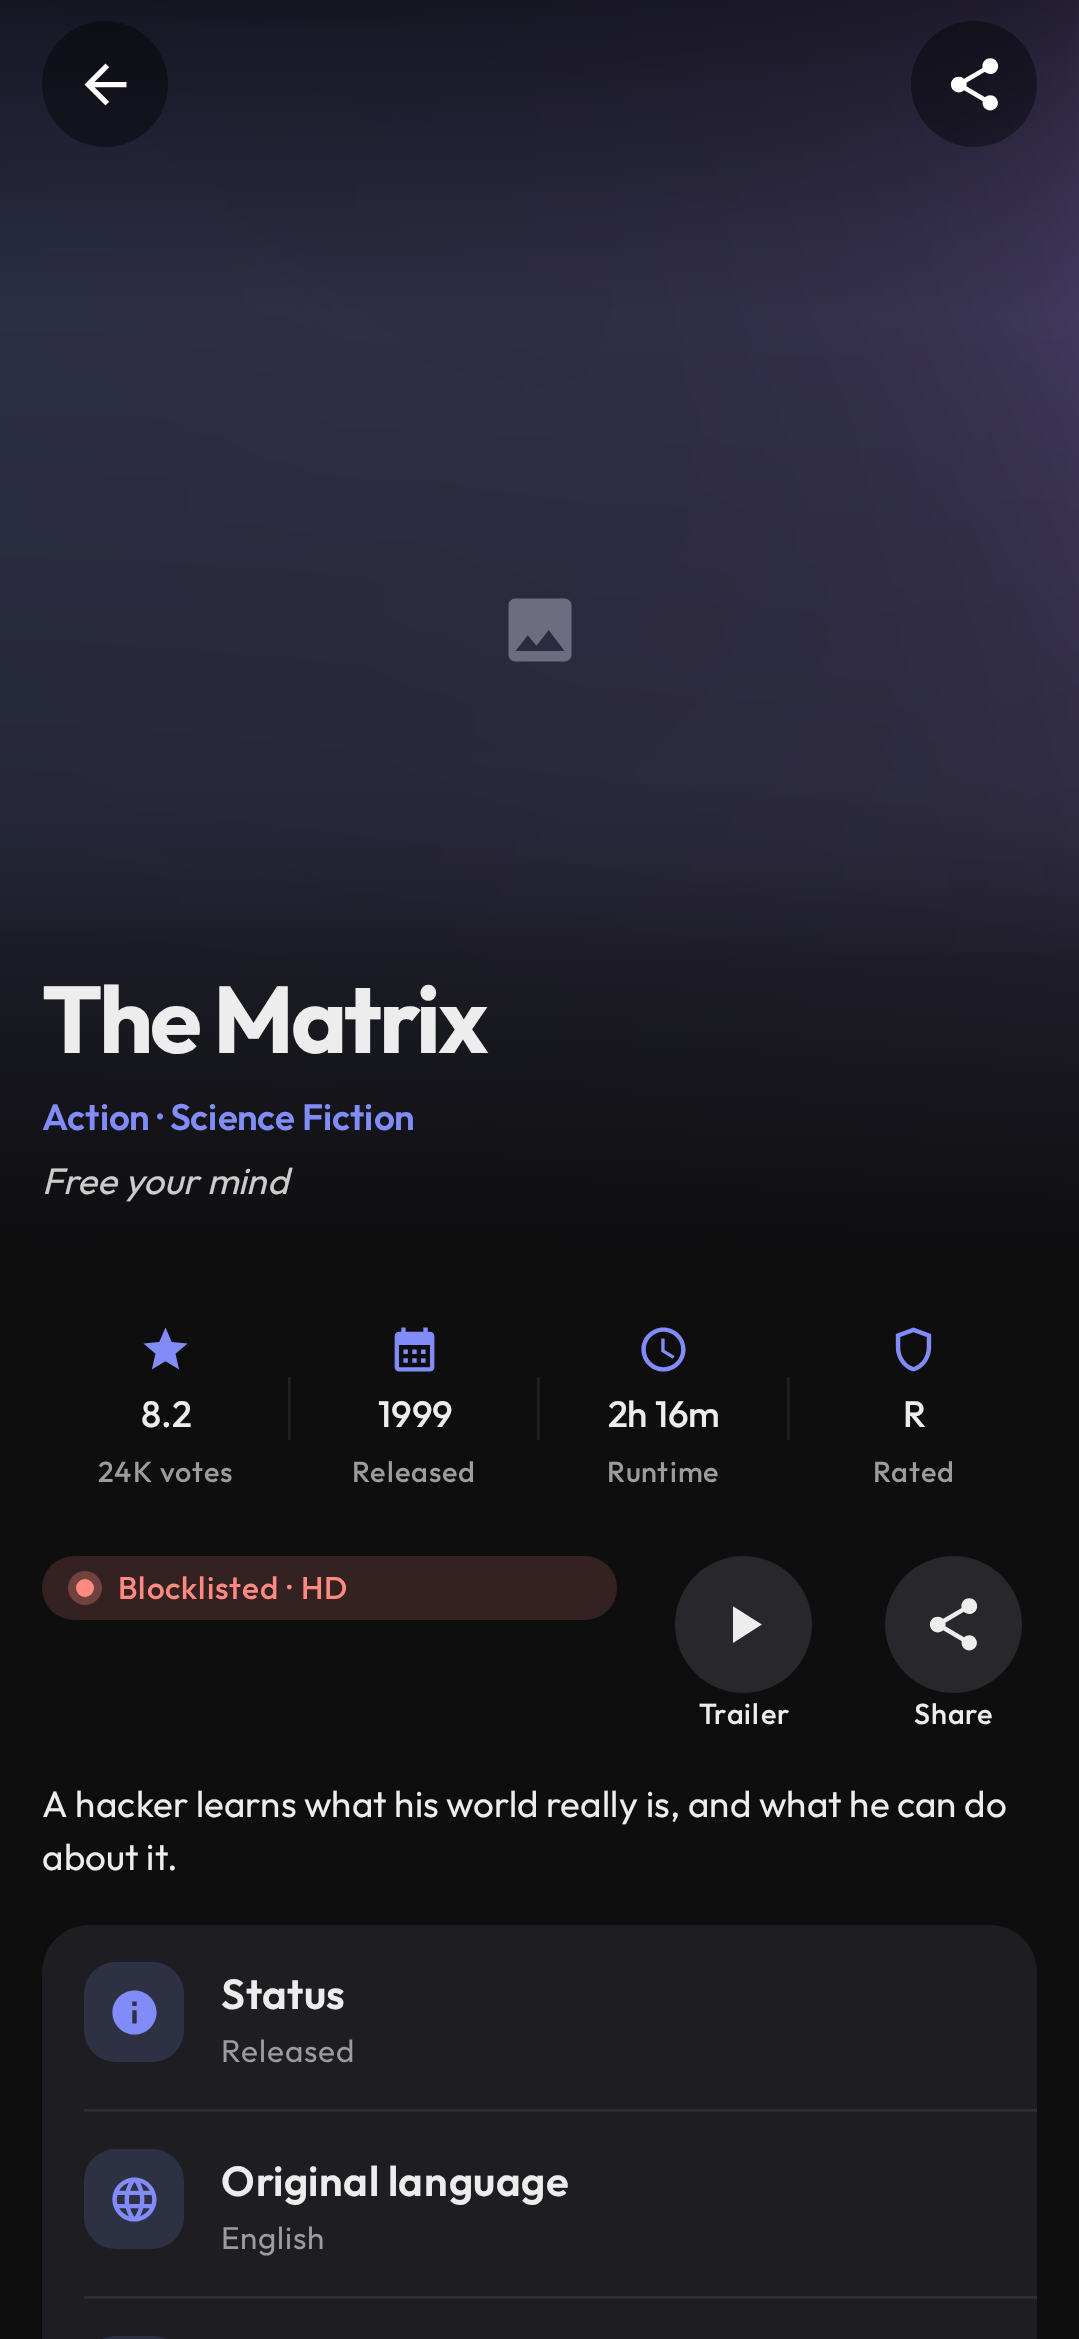 The Matrix
Action · Science Fiction
Free your mind
8.2
24K votes
1999
Released
2h 16m
Runtime
R
Rated
Blocklisted · HD
Trailer
Share
A hacker learns what his world really is, and what he can do
about it.
Status
Released
Original language
English